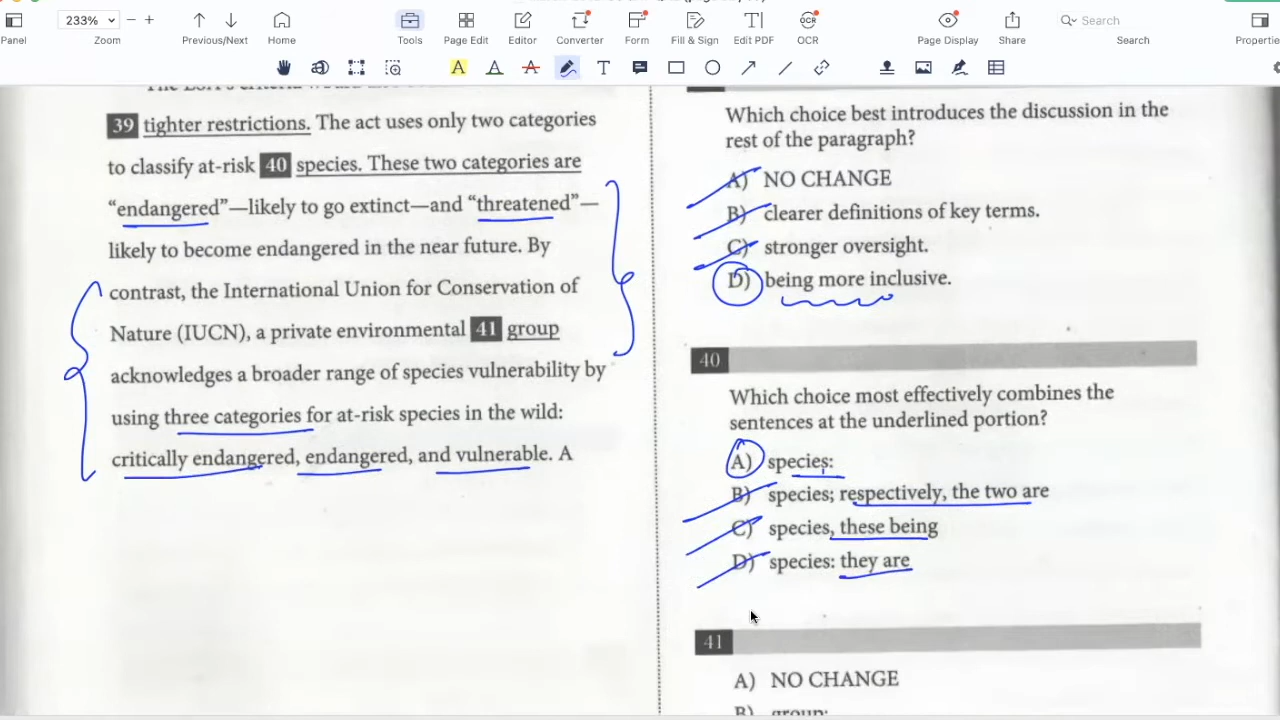 233%
Zoom
Previous/Next
Home
Tools
Page Edit
Editor
Converter
Form
Fill & Sign
Edit PDF
OCR
OCR
Page Display
Share
Search
Search
Panel
Propertie
39 tighter restrictions. The act uses only two categories
to classify at-risk 40 species. These two categories are
“endangered”—likely to go extinct—and “threatened”—
likely to become endangered in the near future. By
contrast, the International Union for Conservation of
Nature (IUCN), a private environmental 41 group
acknowledges a broader range of species vulnerability by
using three categories for at-risk species in the wild:
critically endangered, endangered, and vulnerable. A
Which choice best introduces the discussion in the
rest of the paragraph?
A) NO CHANGE
B) clearer definitions of key terms.
C) stronger oversight.
D) being more inclusive.
40
Which choice most effectively combines the
sentences at the underlined portion?
A) species:
B) species; respectively, the two are
C) species, these being
D) species: they are
41
A) NO CHANGE
B) group: